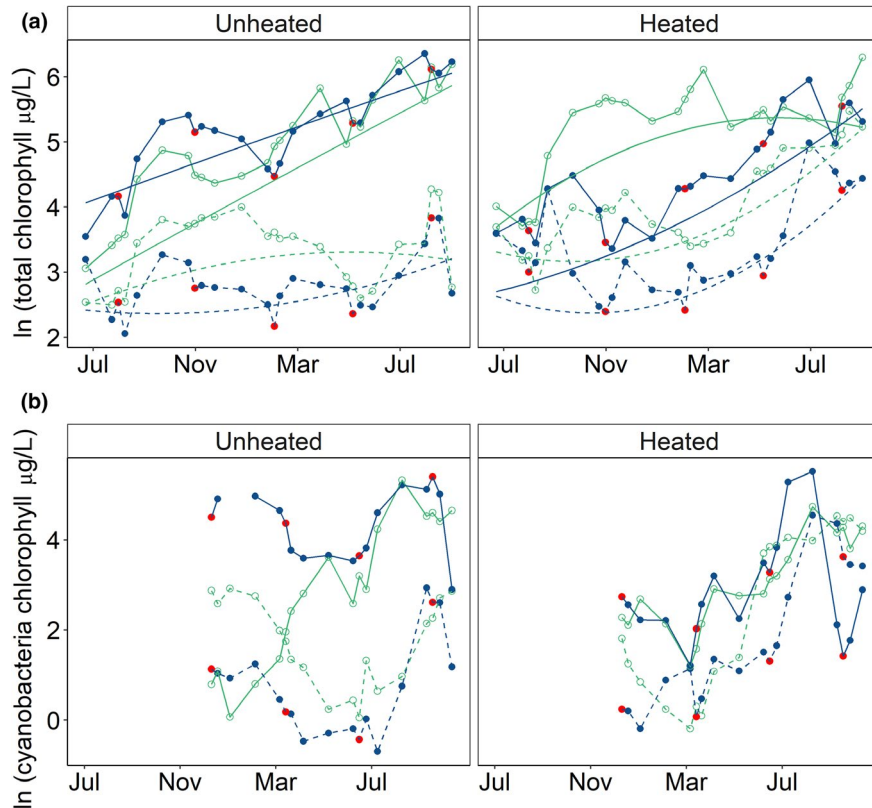 (a)
Unheated
Heated
ln (total chlorophyll µg/L)
6
5
4
3
2
Jul Nov Mar Jul
Jul Nov Mar Jul
(b)
Unheated
Heated
ln (cyanobacteria chlorophyll µg/L)
4
2
0
Jul Nov Mar Jul
Jul Nov Mar Jul